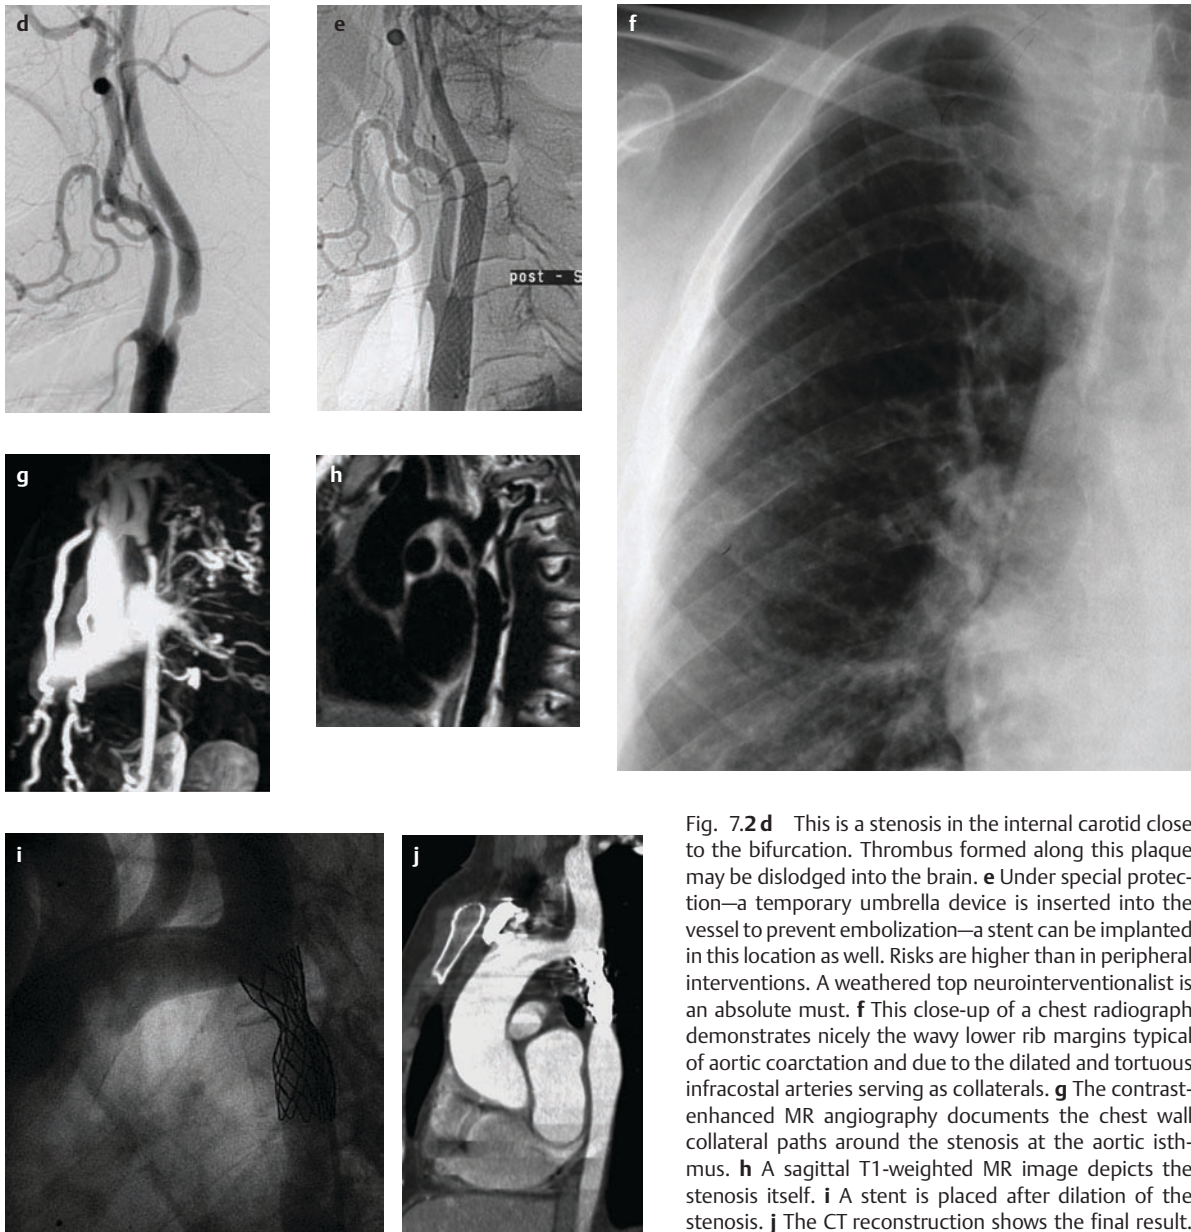 d
e
f
post - S
g
h
i
j
Fig. 7.2 d This is a stenosis in the internal carotid close
to the bifurcation. Thrombus formed along this plaque
may be dislodged into the brain. e Under special protec-
tion—a temporary umbrella device is inserted into the
vessel to prevent embolization—a stent can be implanted
in this location as well. Risks are higher than in peripheral
interventions. A weathered top neurointerventionalist is
an absolute must. f This close-up of a chest radiograph
demonstrates nicely the wavy lower rib margins typical
of aortic coarctation and due to the dilated and tortuous
infracostal arteries serving as collaterals. g The contrast-
enhanced MR angiography documents the chest wall
collateral paths around the stenosis at the aortic isth-
mus. h A sagittal T1-weighted MR image depicts the
stenosis itself. i A stent is placed after dilation of the
stenosis. j The CT reconstruction shows the final result.